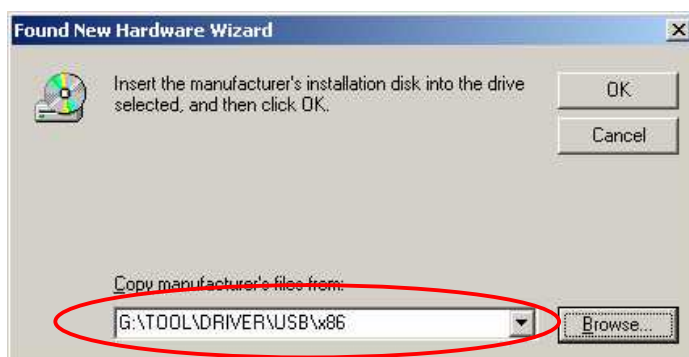 Found New Hardware Wizard
Insert the manufacturer's installation disk into the drive
selected, and then click OK.
OK
Cancel
Copy manufacturer's files from:
G:\TOOL\DRIVER\USB\x86
Browse...